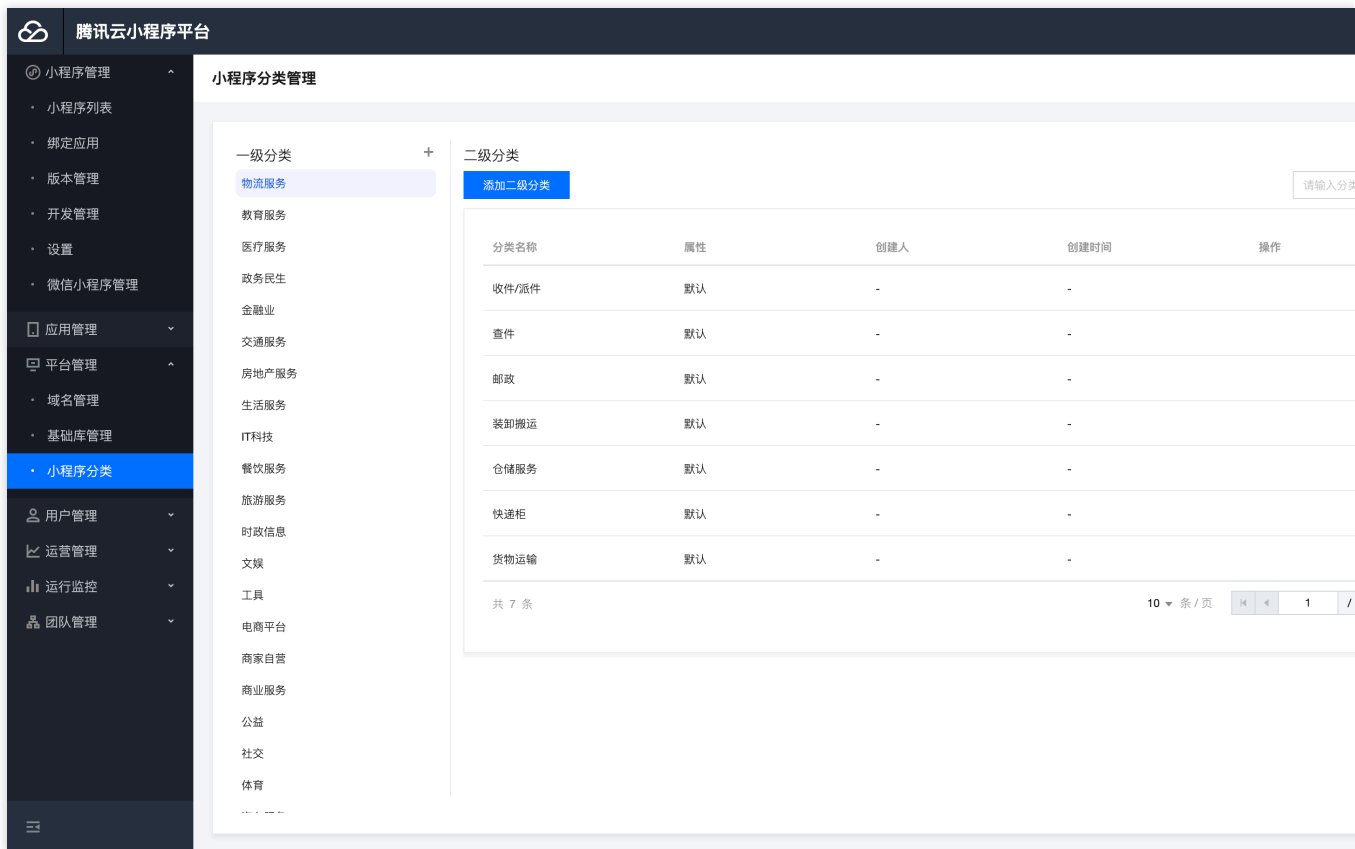 腾讯云小程序平台
小程序管理
小程序列表
绑定应用
版本管理
开发管理
设置
微信小程序管理
应用管理
平台管理
域名管理
基础库管理
小程序分类
用户管理
运营管理
运行监控
团队管理
小程序分类管理
一级分类 +
物流服务
教育服务
医疗服务
政务民生
金融业
交通服务
房地产服务
生活服务
IT科技
餐饮服务
旅游服务
时政信息
文娱
工具
电商平台
商家自营
商业服务
公益
社交
体育
二级分类
添加二级分类
请输入分类
分类名称 属性 创建人 创建时间 操作
收件/派件 默认 - -
查件 默认 - -
邮政 默认 - -
装卸搬运 默认 - -
仓储服务 默认 - -
快递柜 默认 - -
货物运输 默认 - -
共 7 条 10 条 / 页 1 /